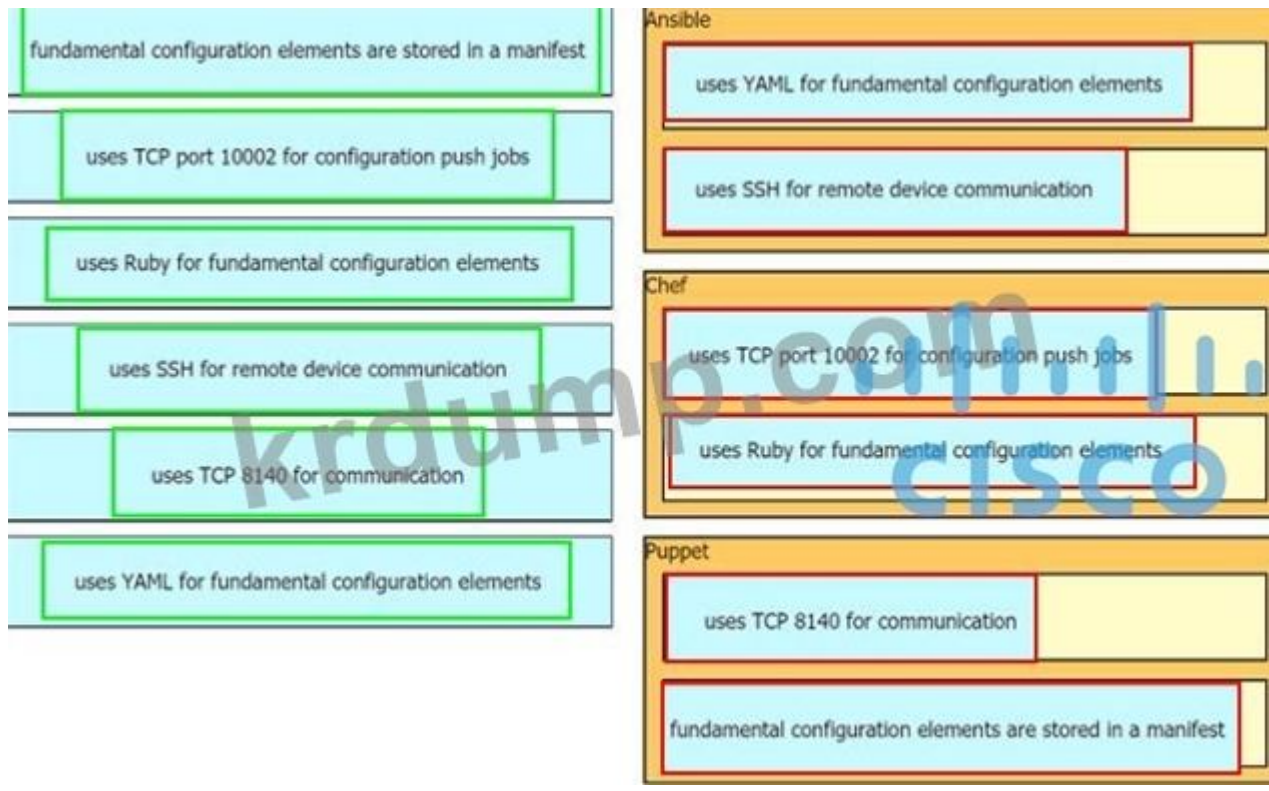 fundamental configuration elements are stored in a manifest
uses TCP port 10002 for configuration push jobs
uses Ruby for fundamental configuration elements
uses SSH for remote device communication
uses TCP 8140 for communication
uses YAML for fundamental configuration elements
Ansible
uses YAML for fundamental configuration elements
uses SSH for remote device communication
Chef
uses TCP port 10002 for configuration push jobs
uses Ruby for fundamental configuration elements
Puppet
uses TCP 8140 for communication
fundamental configuration elements are stored in a manifest
krdump.com
CISCO